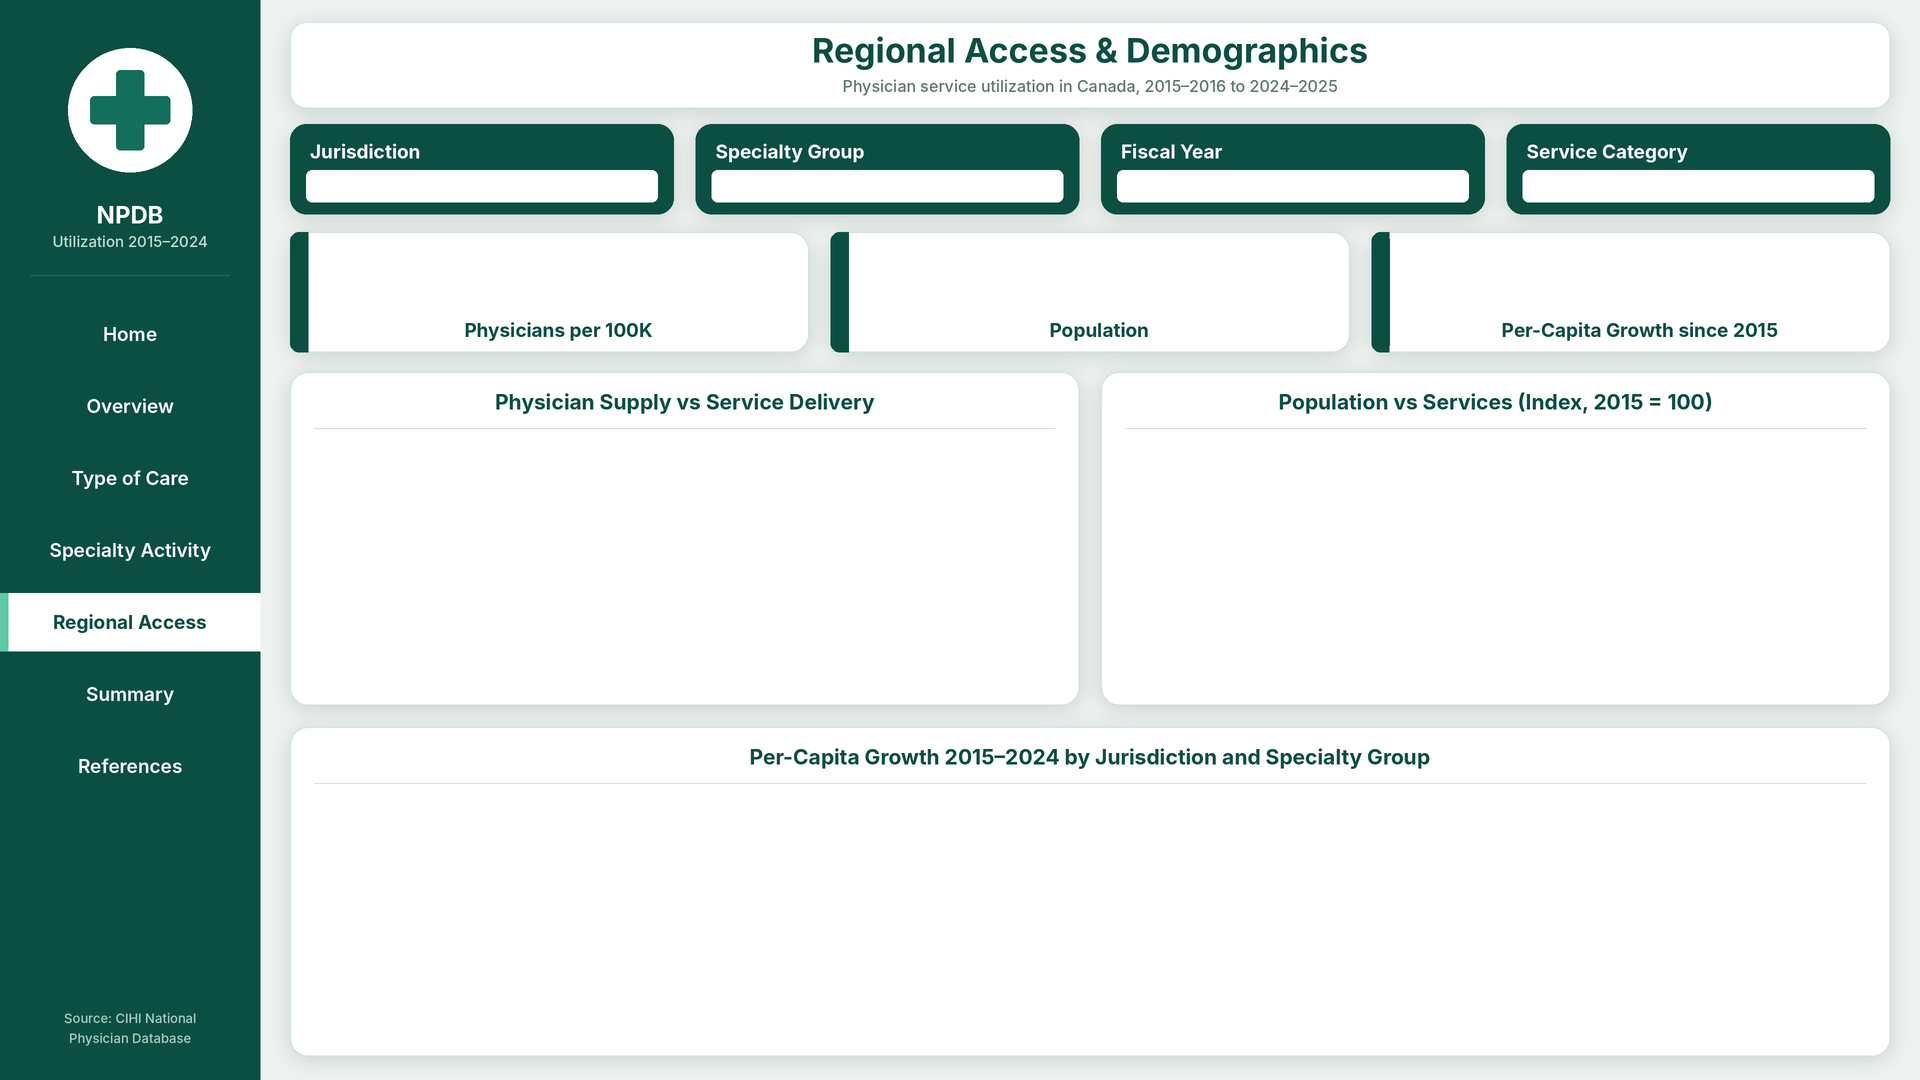 NPDB
Utilization 2015–2024
Home
Overview
Type of Care
Specialty Activity
Regional Access
Summary
References
Source: CIHI National
Physician Database
Regional Access & Demographics
Physician service utilization in Canada, 2015–2016 to 2024–2025
Jurisdiction
Specialty Group
Fiscal Year
Service Category
Physicians per 100K
Population
Per-Capita Growth since 2015
Physician Supply vs Service Delivery
Population vs Services (Index, 2015 = 100)
Per-Capita Growth 2015–2024 by Jurisdiction and Specialty Group